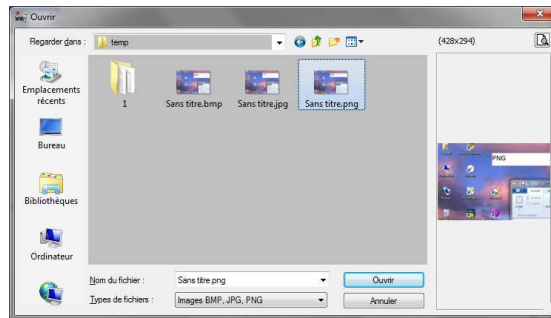 Ouvrir
Regarder dans :
temp
(428x294)
Emplacements
récents
Bureau
Bibliothèques
Ordinateur
1
Sans titre.bmp
Sans titre.jpg
Sans titre.png
PNG
Nom du fichier :
Sans titre.png
Ouvrir
Types de fichiers :
Images BMP, JPG, PNG
Annuler